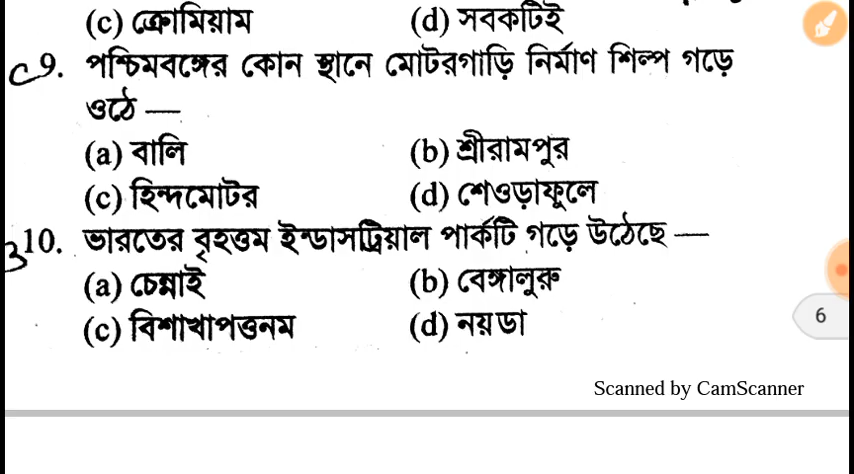 (c) ক্রোমিয়াম (d) সবকটিই
C 9. পশ্চিমবঙ্গের কোন স্থানে মোটরগাড়ি নির্মাণ শিল্প গড়ে
ওঠে —
(a) বালি (b) শ্রীরামপুর
(c) হিন্দমোটর (d) শেওড়াফুলে
10. ভারতের বৃহত্তম ইন্ডাসট্রিয়াল পার্কটি গড়ে উঠেছে —
(a) চেন্নাই (b) বেঙ্গালুরু
(c) বিশাখাপত্তনম (d) নয়ডা
6
Scanned by CamScanner